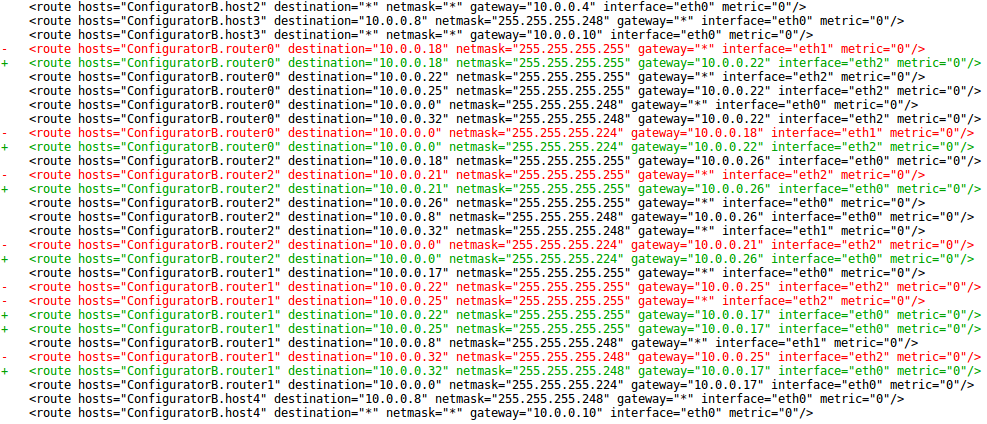 <route hosts="ConfiguratorB.host2" destination="*" netmask="*" gateway="10.0.0.4" interface="eth0" metric="0"/>
<route hosts="ConfiguratorB.host3" destination="10.0.0.8" netmask="255.255.255.248" gateway="*" interface="eth0" metric="0"/>
<route hosts="ConfiguratorB.host3" destination="*" netmask="*" gateway="10.0.0.10" interface="eth0" metric="0"/>
- <route hosts="ConfiguratorB.router0" destination="10.0.0.18" netmask="255.255.255.255" gateway="*" interface="eth1" metric="0"/>
+ <route hosts="ConfiguratorB.router0" destination="10.0.0.18" netmask="255.255.255.255" gateway="10.0.0.22" interface="eth2" metric="0"/>
<route hosts="ConfiguratorB.router0" destination="10.0.0.22" netmask="255.255.255.255" gateway="*" interface="eth2" metric="0"/>
<route hosts="ConfiguratorB.router0" destination="10.0.0.25" netmask="255.255.255.255" gateway="10.0.0.22" interface="eth2" metric="0"/>
<route hosts="ConfiguratorB.router0" destination="10.0.0.0" netmask="255.255.255.248" gateway="*" interface="eth0" metric="0"/>
<route hosts="ConfiguratorB.router0" destination="10.0.0.32" netmask="255.255.255.248" gateway="10.0.0.22" interface="eth2" metric="0"/>
- <route hosts="ConfiguratorB.router0" destination="10.0.0.0" netmask="255.255.255.224" gateway="10.0.0.18" interface="eth1" metric="0"/>
+ <route hosts="ConfiguratorB.router0" destination="10.0.0.0" netmask="255.255.255.224" gateway="10.0.0.22" interface="eth2" metric="0"/>
<route hosts="ConfiguratorB.router2" destination="10.0.0.18" netmask="255.255.255.255" gateway="10.0.0.26" interface="eth0" metric="0"/>
- <route hosts="ConfiguratorB.router2" destination="10.0.0.21" netmask="255.255.255.255" gateway="*" interface="eth2" metric="0"/>
+ <route hosts="ConfiguratorB.router2" destination="10.0.0.21" netmask="255.255.255.255" gateway="10.0.0.26" interface="eth0" metric="0"/>
<route hosts="ConfiguratorB.router2" destination="10.0.0.26" netmask="255.255.255.255" gateway="*" interface="eth0" metric="0"/>
<route hosts="ConfiguratorB.router2" destination="10.0.0.8" netmask="255.255.255.248" gateway="10.0.0.26" interface="eth0" metric="0"/>
<route hosts="ConfiguratorB.router2" destination="10.0.0.32" netmask="255.255.255.248" gateway="*" interface="eth1" metric="0"/>
- <route hosts="ConfiguratorB.router2" destination="10.0.0.0" netmask="255.255.255.224" gateway="10.0.0.21" interface="eth2" metric="0"/>
+ <route hosts="ConfiguratorB.router2" destination="10.0.0.0" netmask="255.255.255.224" gateway="10.0.0.26" interface="eth0" metric="0"/>
<route hosts="ConfiguratorB.router1" destination="10.0.0.17" netmask="255.255.255.255" gateway="*" interface="eth0" metric="0"/>
- <route hosts="ConfiguratorB.router1" destination="10.0.0.22" netmask="255.255.255.255" gateway="10.0.0.25" interface="eth2" metric="0"/>
- <route hosts="ConfiguratorB.router1" destination="10.0.0.25" netmask="255.255.255.255" gateway="*" interface="eth2" metric="0"/>
+ <route hosts="ConfiguratorB.router1" destination="10.0.0.22" netmask="255.255.255.255" gateway="10.0.0.17" interface="eth0" metric="0"/>
+ <route hosts="ConfiguratorB.router1" destination="10.0.0.25" netmask="255.255.255.255" gateway="10.0.0.17" interface="eth0" metric="0"/>
<route hosts="ConfiguratorB.router1" destination="10.0.0.8" netmask="255.255.255.248" gateway="*" interface="eth1" metric="0"/>
- <route hosts="ConfiguratorB.router1" destination="10.0.0.32" netmask="255.255.255.248" gateway="10.0.0.25" interface="eth2" metric="0"/>
+ <route hosts="ConfiguratorB.router1" destination="10.0.0.32" netmask="255.255.255.248" gateway="10.0.0.17" interface="eth0" metric="0"/>
<route hosts="ConfiguratorB.router1" destination="10.0.0.0" netmask="255.255.255.224" gateway="10.0.0.17" interface="eth0" metric="0"/>
<route hosts="ConfiguratorB.host4" destination="10.0.0.8" netmask="255.255.255.248" gateway="*" interface="eth0" metric="0"/>
<route hosts="ConfiguratorB.host4" destination="*" netmask="*" gateway="10.0.0.10" interface="eth0" metric="0"/>